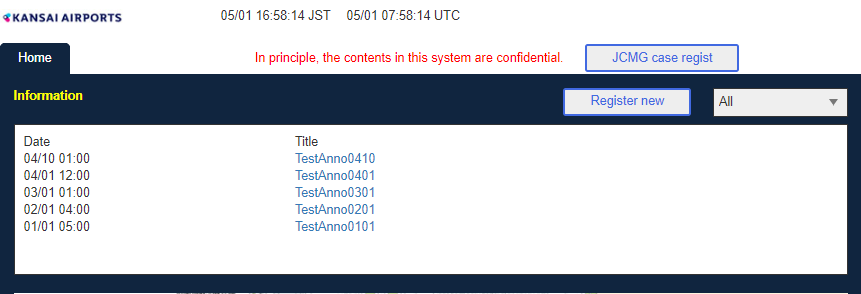 KANSAI AIRPORTS 05/01 16:58:14 JST 05/01 07:58:14 UTC
Home In principle, the contents in this system are confidential. JCMG case regist
Information Register new All
Date Title
04/10 01:00 TestAnno0410
04/01 12:00 TestAnno0401
03/01 01:00 TestAnno0301
02/01 04:00 TestAnno0201
01/01 05:00 TestAnno0101